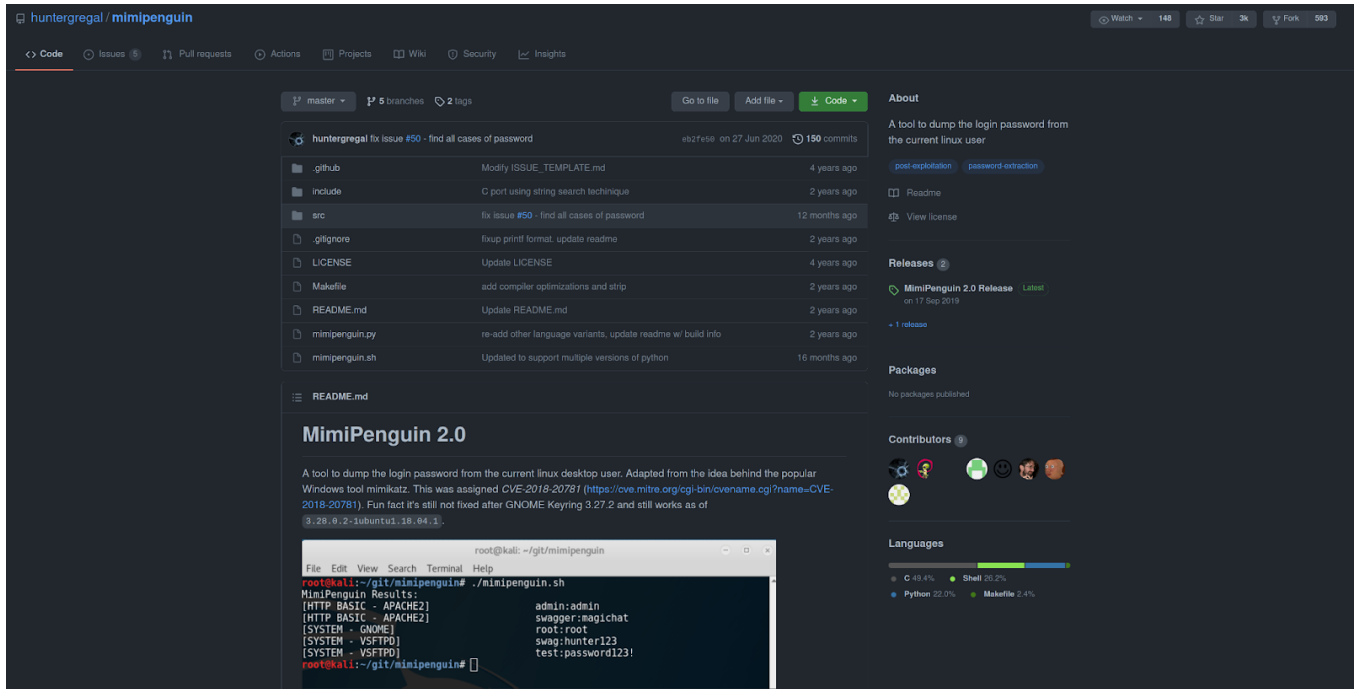 huntergregal / mimipenguin
Watch 148 Star 3k Fork 593
Code Issues 5 Pull requests Actions Projects Wiki Security Insights
master 5 branches 2 tags Go to file Add file Code
huntergregal fix issue #50 - find all cases of password eb2fe50 on 27 Jun 2020 150 commits
.github Modify ISSUE_TEMPLATE.md 4 years ago
include C port using string search techinique 2 years ago
src fix issue #50 - find all cases of password 12 months ago
.gitignore fixup printf format. update readme 2 years ago
LICENSE Update LICENSE 4 years ago
Makefile add compiler optimizations and strip 2 years ago
README.md Update README.md 2 years ago
mimipenguin.py re-add other language variants, update readme w/ build info 2 years ago
mimipenguin.sh Updated to support multiple versions of python 16 months ago
README.md
MimiPenguin 2.0
A tool to dump the login password from the current linux desktop user. Adapted from the idea behind the popular
Windows tool mimikatz. This was assigned CVE-2018-20781 (https://cve.mitre.org/cgi-bin/cvename.cgi?name=CVE-
2018-20781). Fun fact it's still not fixed after GNOME Keyring 3.27.2 and still works as of
3.28.0.2-1ubuntu1.18.04.1.
root@kali: ~/git/mimipenguin
File Edit View Search Terminal Help
root@kali:~/git/mimipenguin# ./mimipenguin.sh
MimiPenguin Results:
[HTTP BASIC - APACHE2] admin:admin
[HTTP BASIC - APACHE2] swagger:magichat
[SYSTEM - GNOME] root:root
[SYSTEM - VSFTPD] swag:hunter123
[SYSTEM - VSFTPD] test:password123!
root@kali:~/git/mimipenguin#
About
A tool to dump the login password from
the current linux user
post-exploitation password-extraction
Readme
View license
Releases 2
MimiPenguin 2.0 Release Latest
on 17 Sep 2019
+ 1 release
Packages
No packages published
Contributors 9
Languages
C 49.4% Shell 26.2%
Python 22.0% Makefile 2.4%